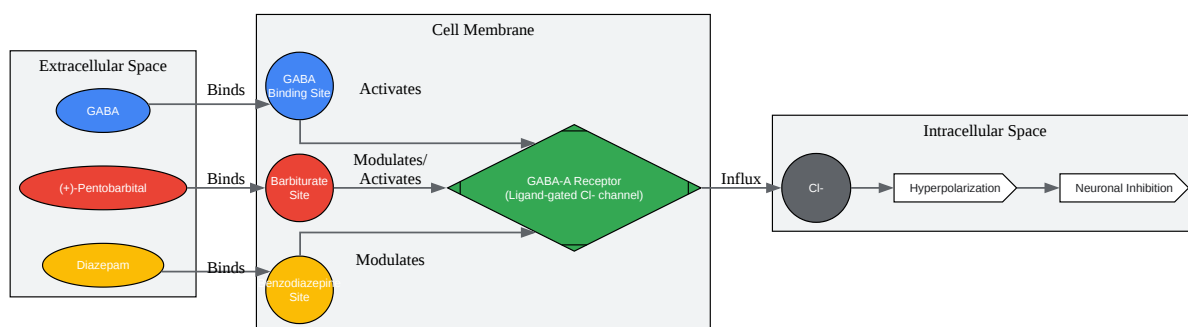 Extracellular Space
GABA
(+)-Pentobarbital
Diazepam
Binds
Binds
Binds
Cell Membrane
GABA
Binding Site
Barbiturate
Site
enzodiazepine
Site
Activates
Modulates/
Activates
Modulates
GABA-A Receptor
(Ligand-gated Cl- channel)
Influx
Intracellular Space
Cl-
Hyperpolarization
Neuronal Inhibition